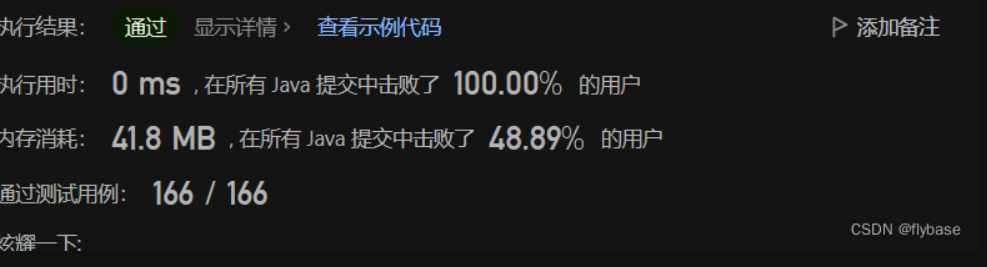 执行结果： 通过 显示详情 > 查看示例代码 添加备注
执行用时： 0 ms , 在所有 Java 提交中击败了 100.00% 的用户
内存消耗： 41.8 MB , 在所有 Java 提交中击败了 48.89% 的用户
通过测试用例： 166 / 166
炫耀一下:
CSDN @flybase